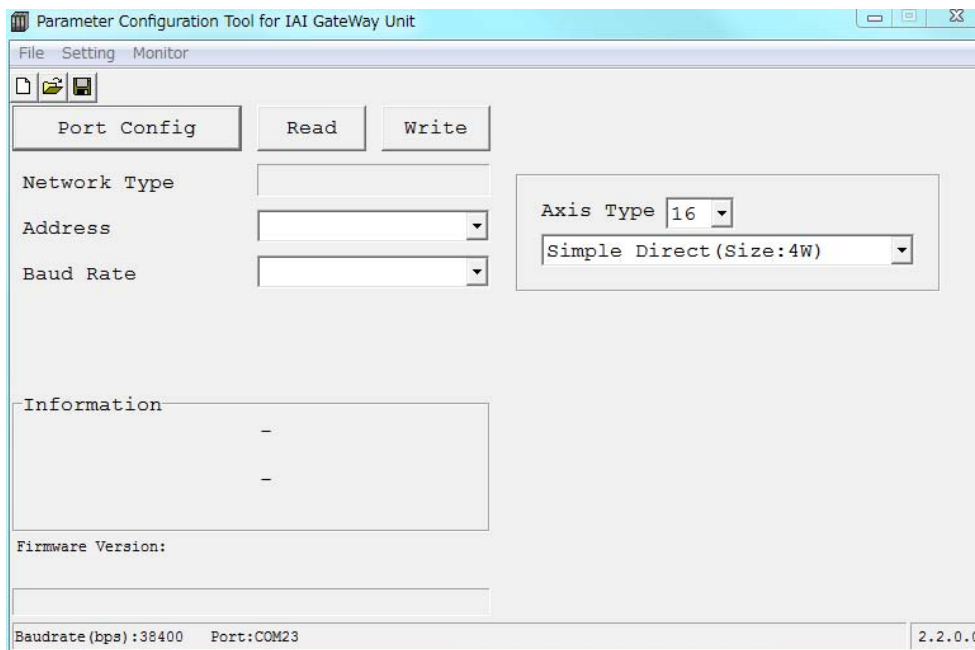 Parameter Configuration Tool for IAI GateWay Unit
File Setting Monitor
Port Config Read Write
Network Type
Address
Baud Rate
Axis Type 16
Simple Direct(Size:4W)
Information
-
-
Firmware Version:
Baudrate(bps):38400 Port:COM23 2.2.0.0